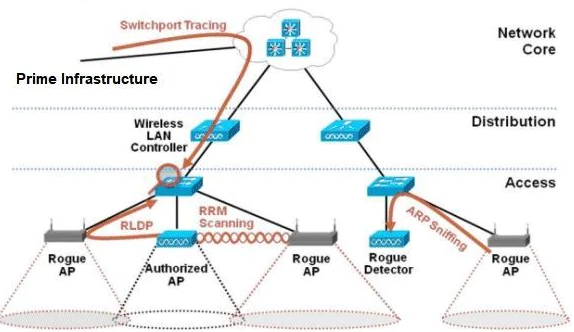 Switchport Tracing
Network
Core
Prime Infrastructure
Wireless
LAN
Controller
Distribution
Access
RLDP
RRM
Scanning
ARP Sniffing
Rogue
AP
Authorized
AP
Rogue
AP
Rogue
Detector
Rogue
AP